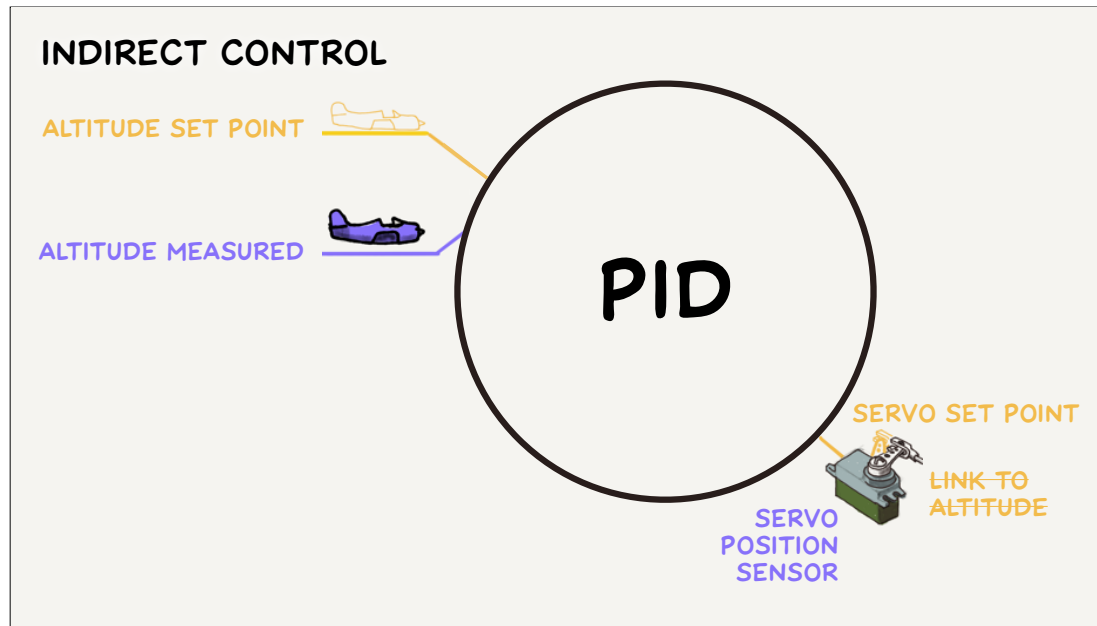 INDIRECT CONTROL
ALTITUDE SET POINT
ALTITUDE MEASURED
PID
SERVO SET POINT
LINK TO
ALTITUDE
SERVO
POSITION
SENSOR